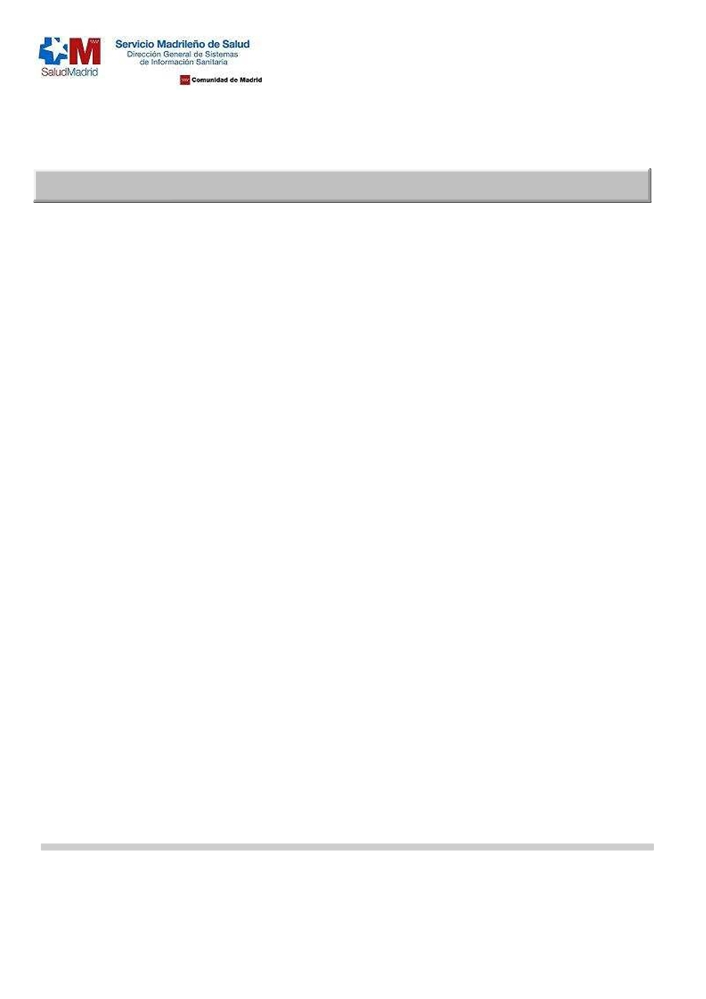 Servicio Madrileño de Salud
Dirección General de Sistemas
de Información Sanitaria
SaludMadrid
Comunidad de Madrid